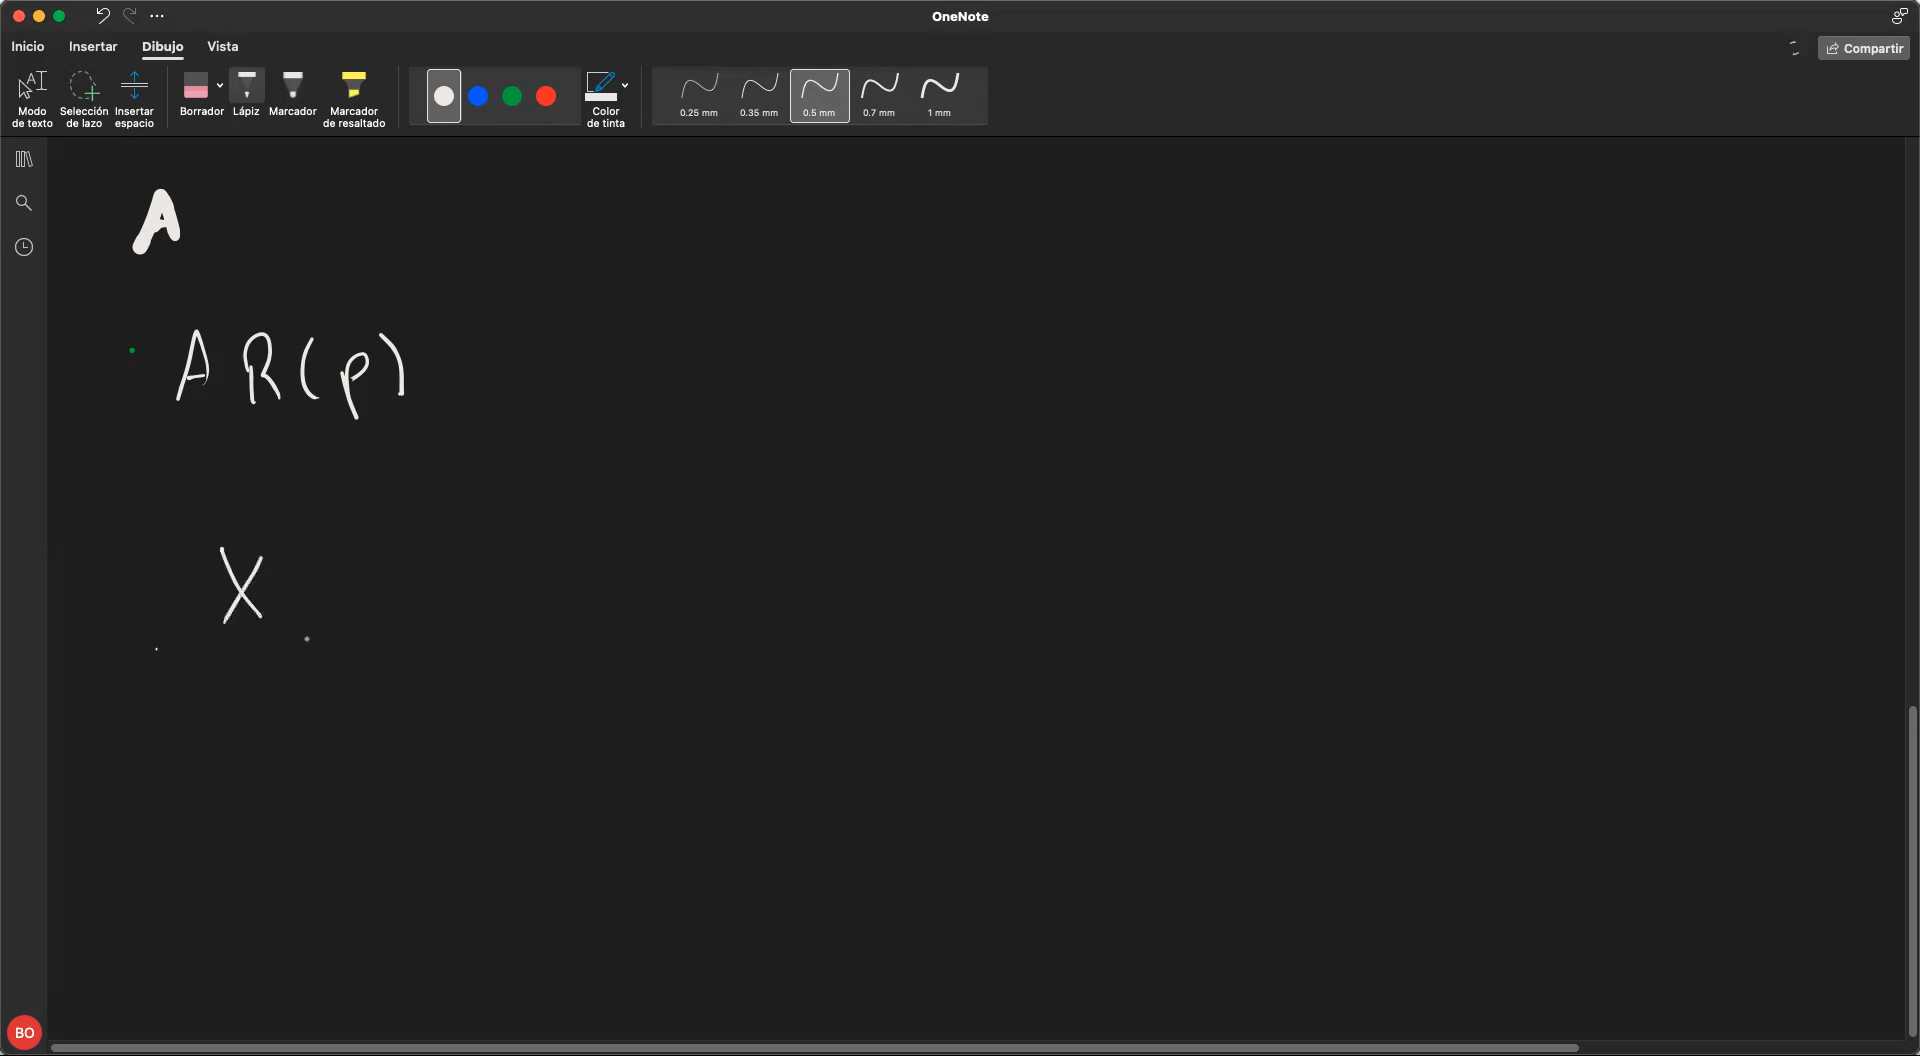 OneNote
Inicio Insertar Dibujo Vista
Compartir
Modo de texto
Selección de lazo
Insertar espacio
Borrador
Lápiz
Marcador
Marcador de resaltado
Color de tinta
0.25 mm
0.35 mm
0.5 mm
0.7 mm
1 mm
A
AR(p)
X
BO